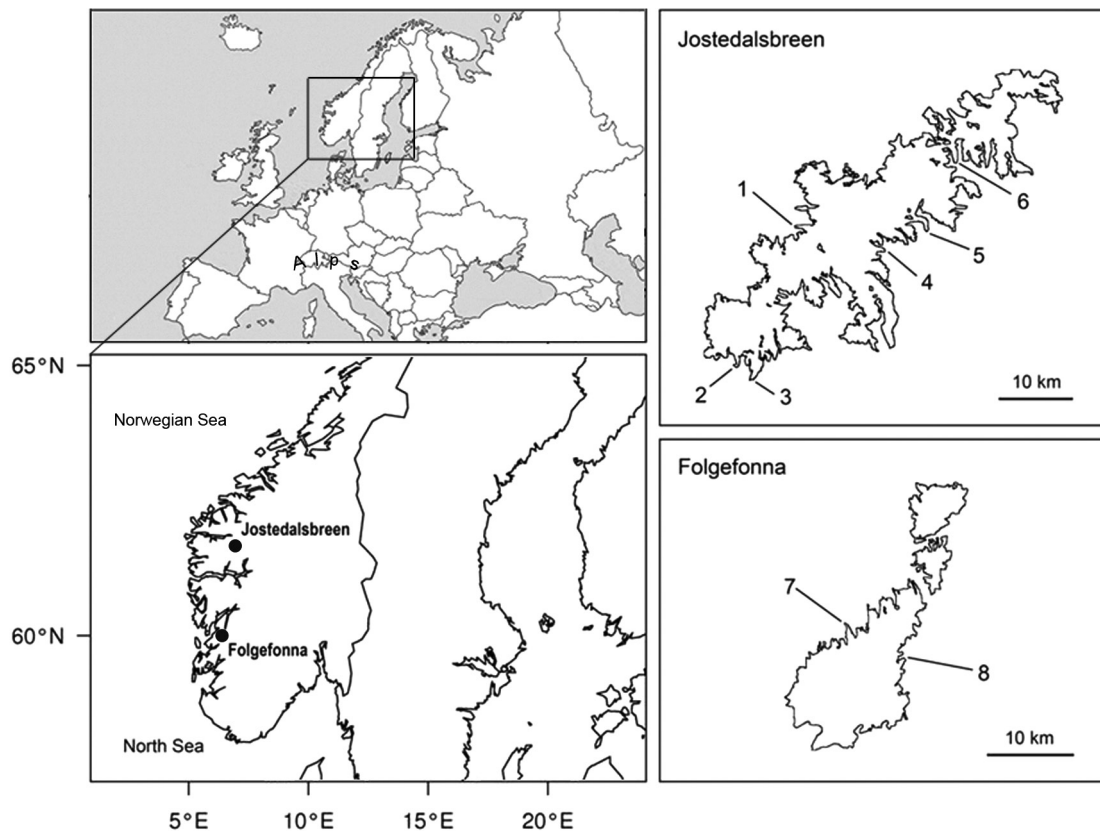 Alps
65°N
60°N
Norwegian Sea
Jostedalsbreen
Folgefonna
North Sea
5°E 10°E 15°E 20°E
Jostedalsbreen
1
6
5
4
2 3
10 km
Folgefonna
7
8
10 km